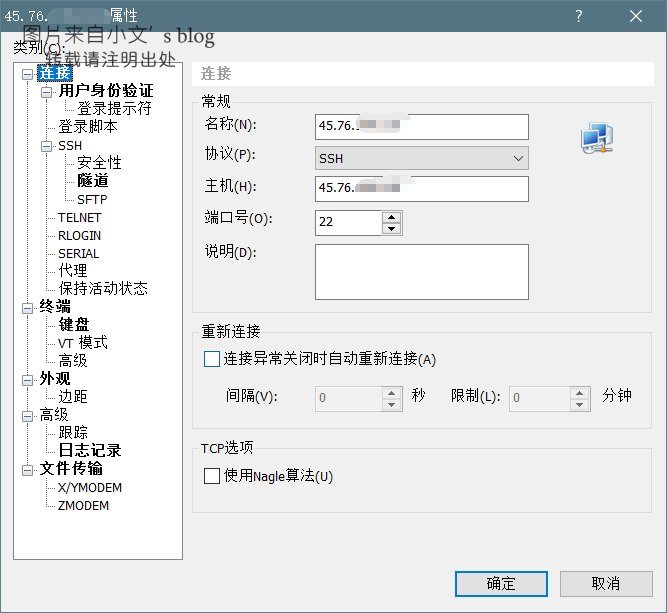 45.76.
属性
?
图片来自小文’s blog
类别(C):
转载请注明出处
连接
用户身份验证
登录提示符
登录脚本
SSH
安全性
隧道
SFTP
TELNET
RLOGIN
SERIAL
代理
保持活动状态
终端
键盘
VT 模式
高级
外观
边距
高级
跟踪
日志记录
文件传输
X/YMODEM
ZMODEM
连接
常规
名称(N):
45.76.
协议(P):
SSH
主机(H):
45.76.
端口号(O):
22
说明(D):
重新连接
连接异常关闭时自动重新连接(A)
间隔(V):
0
秒
限制(L):
0
分钟
TCP选项
使用Nagle算法(U)
确定
取消